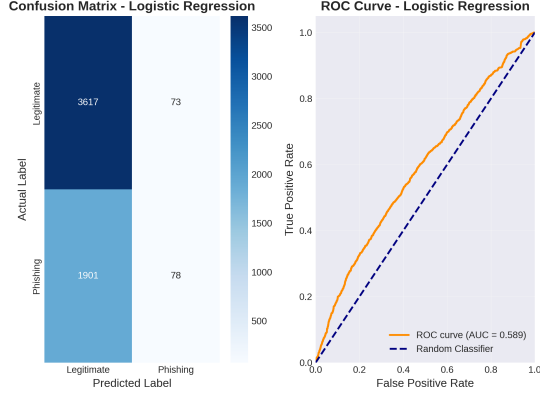 Confusion Matrix - Logistic Regression
Actual Label
Legitimate
Phishing
3617
73
1901
78
Legitimate
Phishing
Predicted Label
3500
3000
2500
2000
1500
1000
500
ROC Curve - Logistic Regression
True Positive Rate
1.0
0.8
0.6
0.4
0.2
0.0
ROC curve (AUC = 0.589)
Random Classifier
0.0
0.2
0.4
0.6
0.8
1.0
False Positive Rate